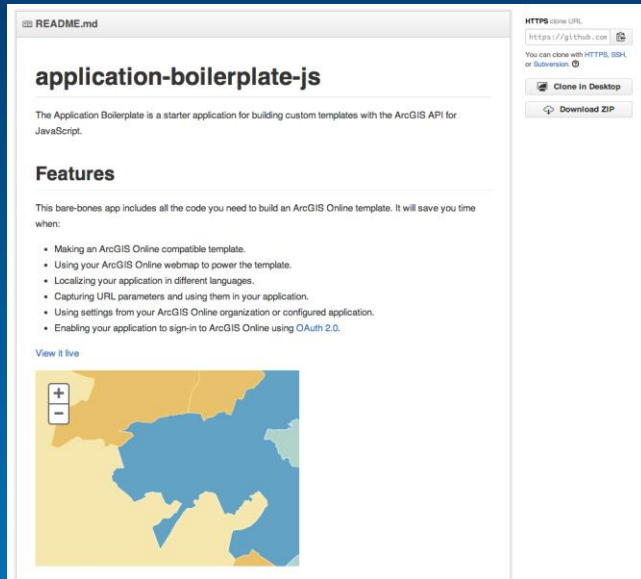 README.md
application-boilerplate-js
The Application Boilerplate is a starter application for building custom templates with the ArcGIS API for
JavaScript.
Features
This bare-bones app includes all the code you need to build an ArcGIS Online template. It will save you time
when:
• Making an ArcGIS Online compatible template.
• Using your ArcGIS Online webmap to power the template.
• Localizing your application in different languages.
• Capturing URL parameters and using them in your application.
• Using settings from your ArcGIS Online organization or configured application.
• Enabling your application to sign-in to ArcGIS Online using OAuth 2.0.
View it live
+
−
HTTPS clone URL
https://github.com
You can clone with HTTPS, SSH,
or Subversion.
Clone in Desktop
Download ZIP